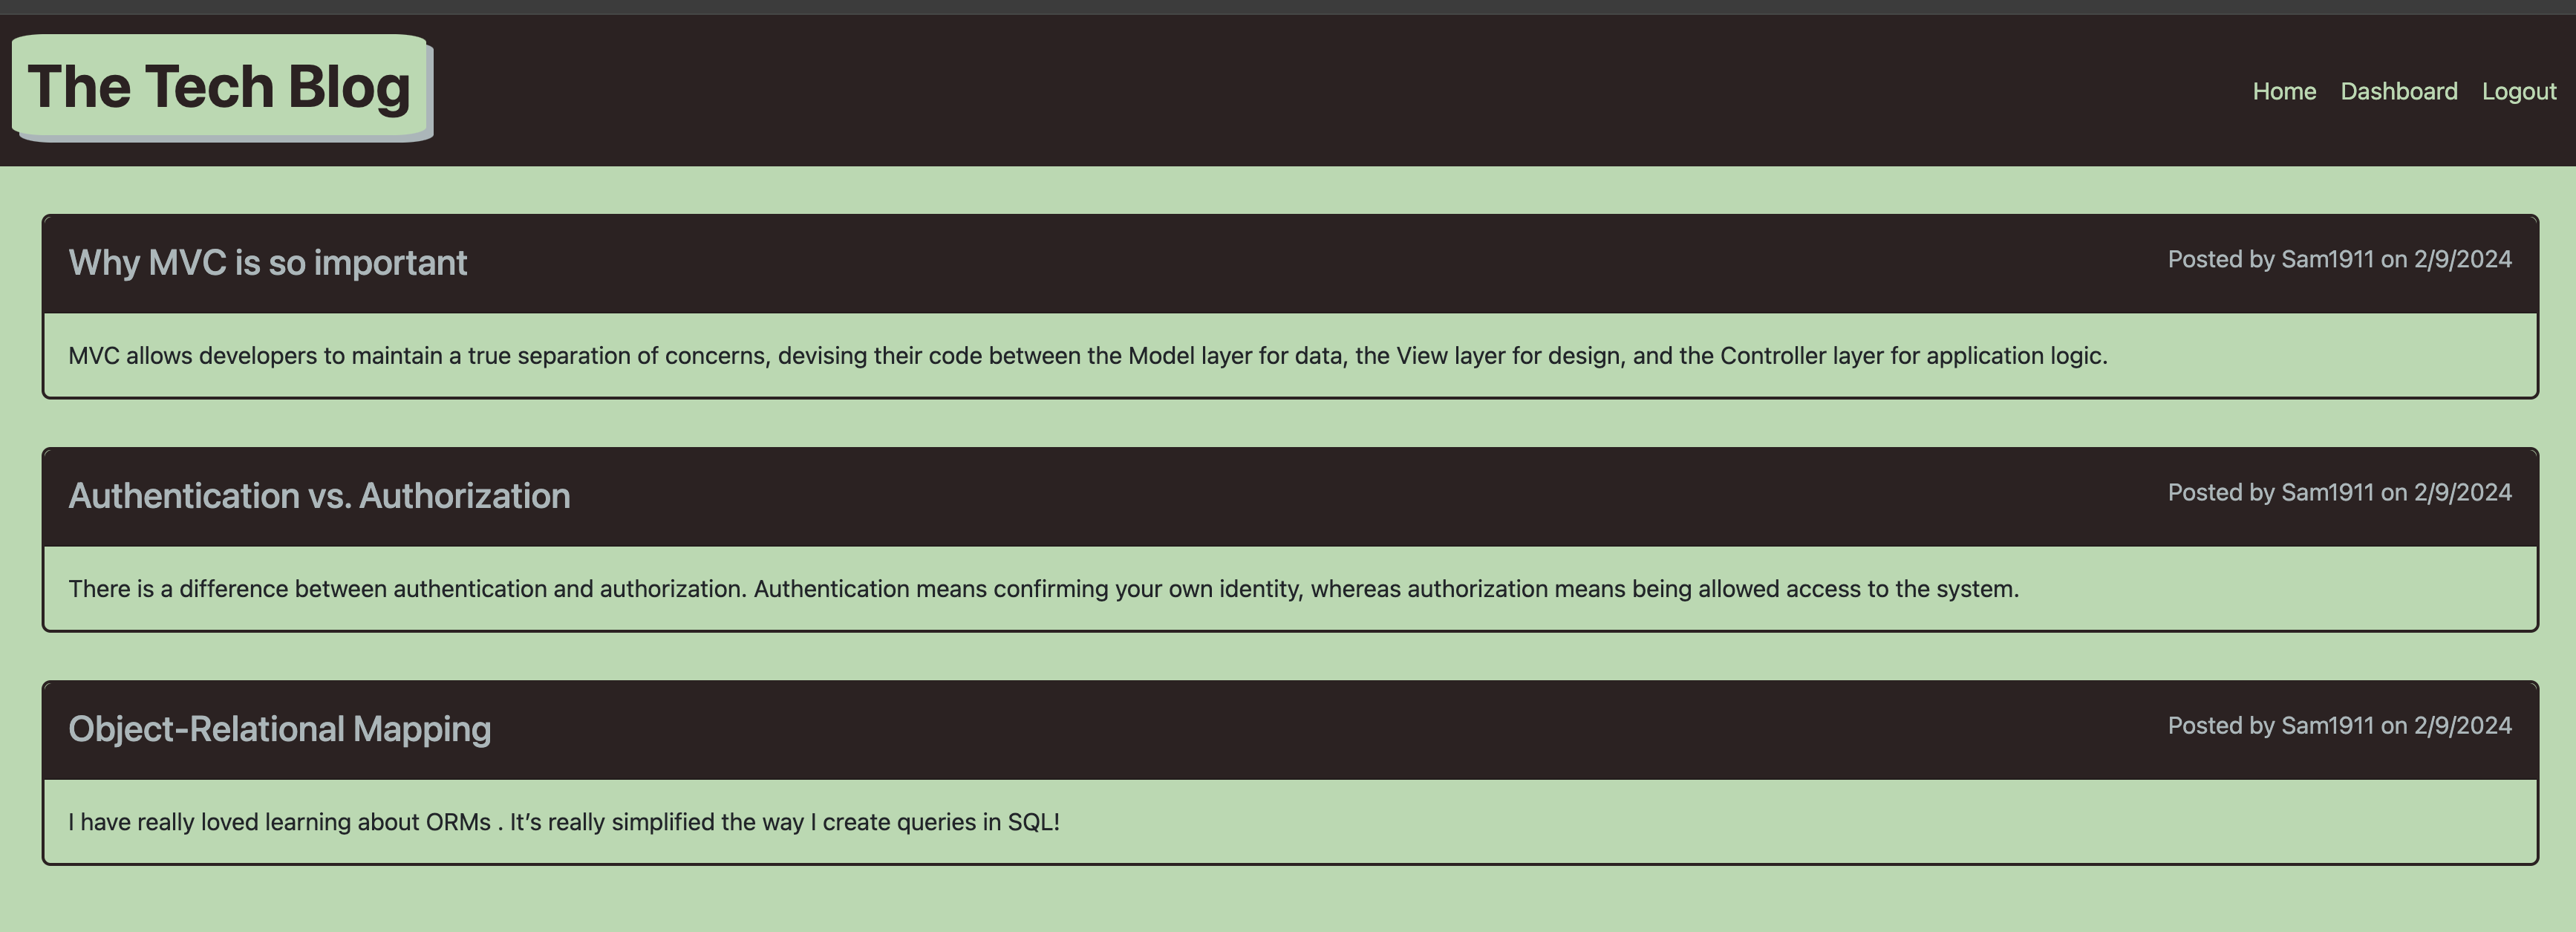 The Tech Blog
Home Dashboard Logout
Why MVC is so important
Posted by Sam1911 on 2/9/2024
MVC allows developers to maintain a true separation of concerns, devising their code between the Model layer for data, the View layer for design, and the Controller layer for application logic.
Authentication vs. Authorization
Posted by Sam1911 on 2/9/2024
There is a difference between authentication and authorization. Authentication means confirming your own identity, whereas authorization means being allowed access to the system.
Object-Relational Mapping
Posted by Sam1911 on 2/9/2024
I have really loved learning about ORMs . It’s really simplified the way I create queries in SQL!